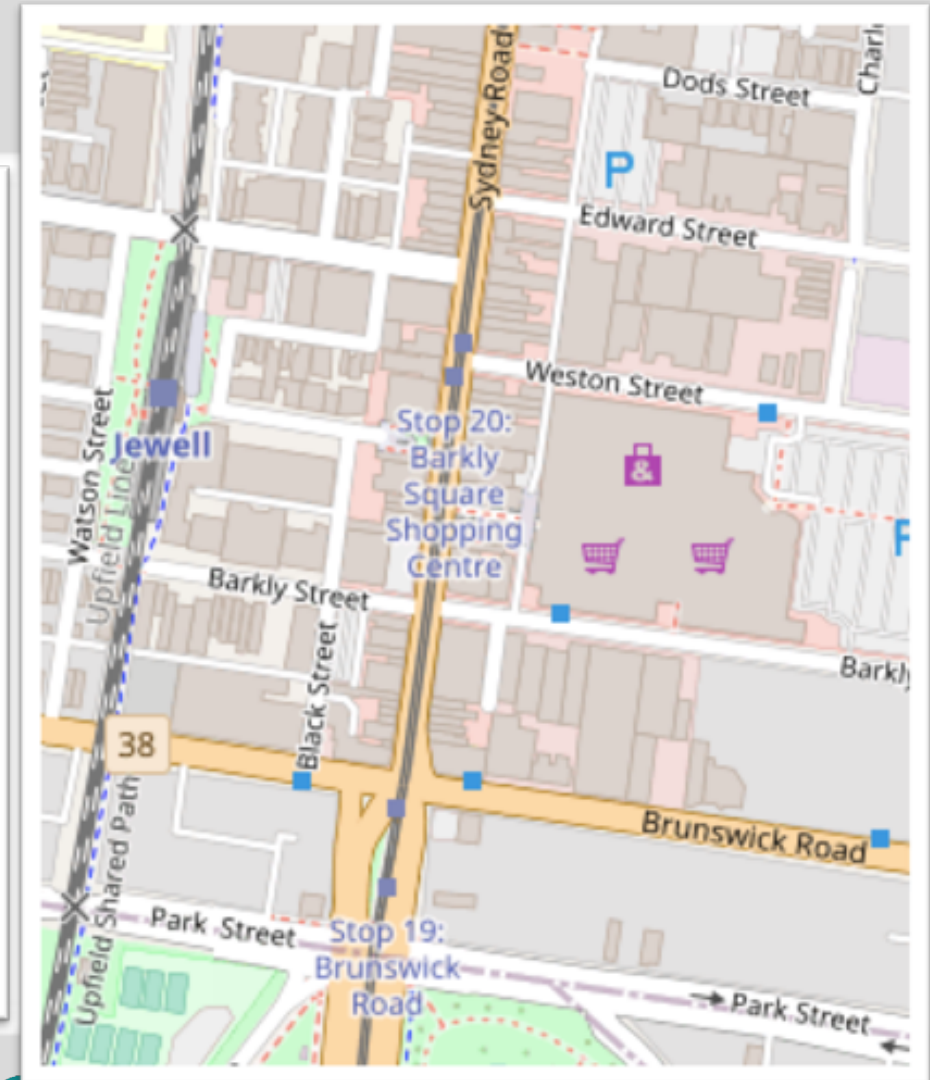 Sydney Road
Charl
Dods Street
P
Edward Street
Weston Street
Watson Street
Jewell
Upfield Line
Stop 20:
Barkly
Square
Shopping
Centre
&
P
Barkly Street
Black Street
Barkly
38
Brunswick Road
Upfield Shared Path
Park Street
Stop 19:
Brunswick
Road
Park Street